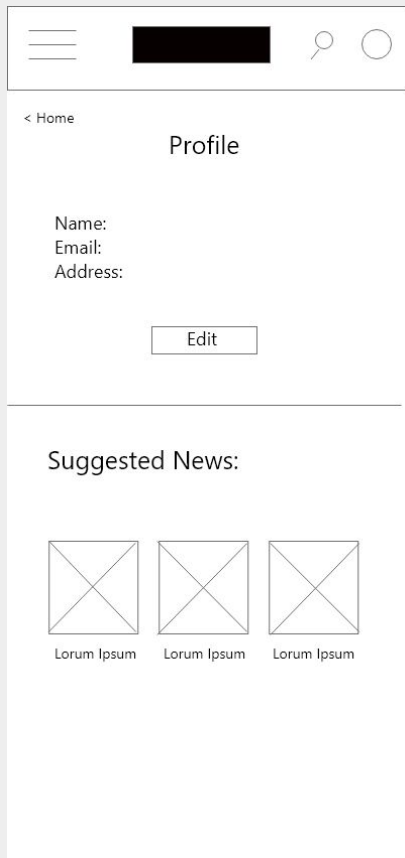 < Home
Profile
Name:
Email:
Address:
Edit
Suggested News:
Lorum Ipsum Lorum Ipsum Lorum Ipsum